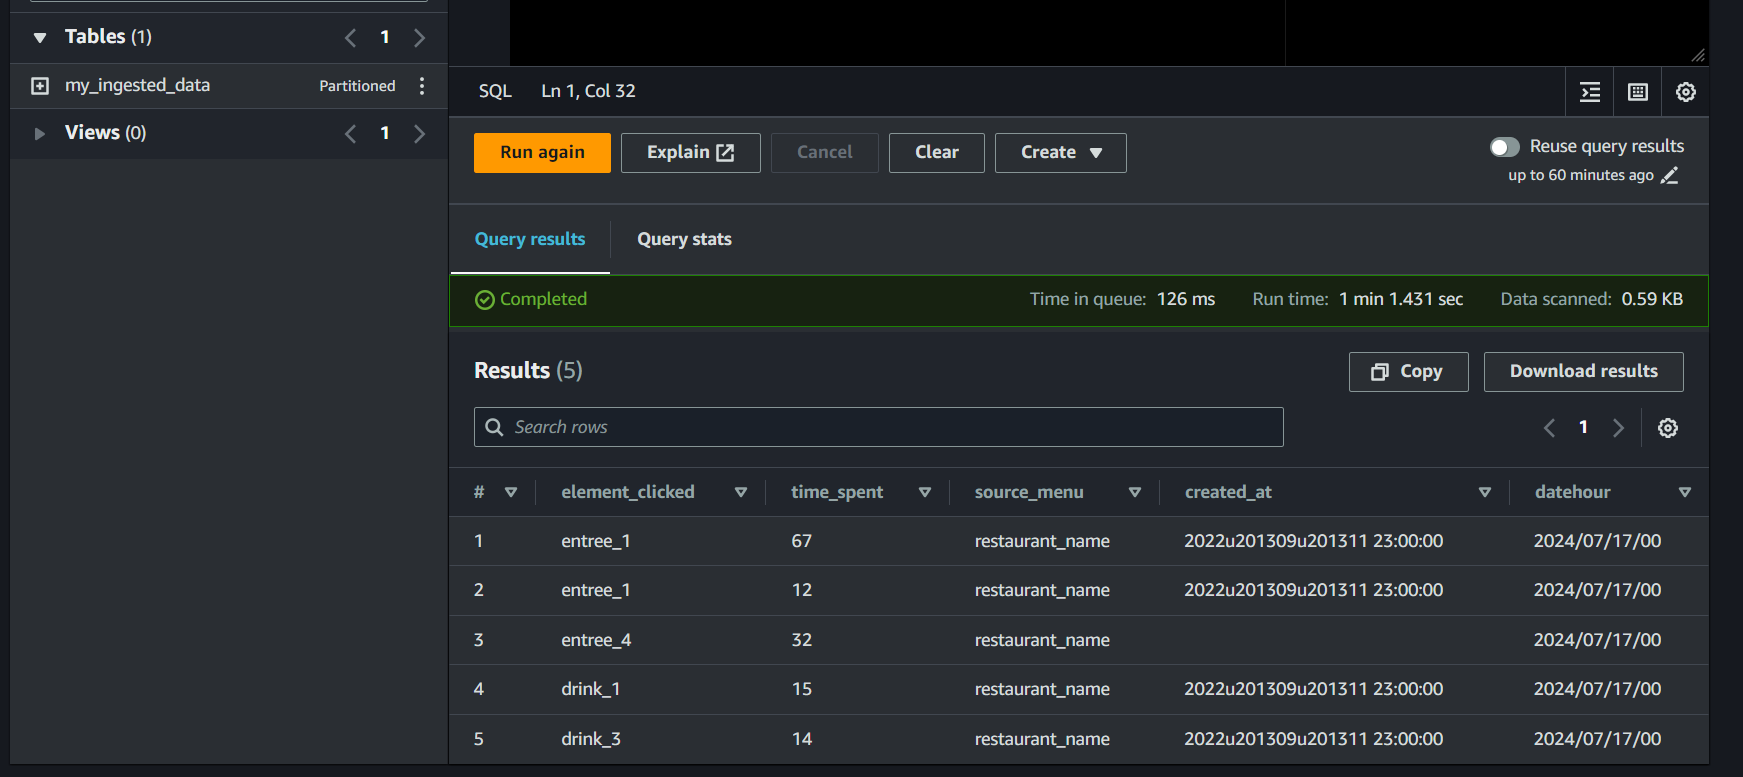 Tables (1) 1
my_ingested_data Partitioned
Views (0) 1
SQL Ln 1, Col 32
Run again Explain Cancel Clear Create Reuse query results
up to 60 minutes ago
Query results Query stats
Completed Time in queue: 126 ms Run time: 1 min 1.431 sec Data scanned: 0.59 KB
Results (5) Copy Download results
Search rows 1
# element_clicked time_spent source_menu created_at datehour
1 entree_1 67 restaurant_name 2022u201309u201311 23:00:00 2024/07/17/00
2 entree_1 12 restaurant_name 2022u201309u201311 23:00:00 2024/07/17/00
3 entree_4 32 restaurant_name 2024/07/17/00
4 drink_1 15 restaurant_name 2022u201309u201311 23:00:00 2024/07/17/00
5 drink_3 14 restaurant_name 2022u201309u201311 23:00:00 2024/07/17/00